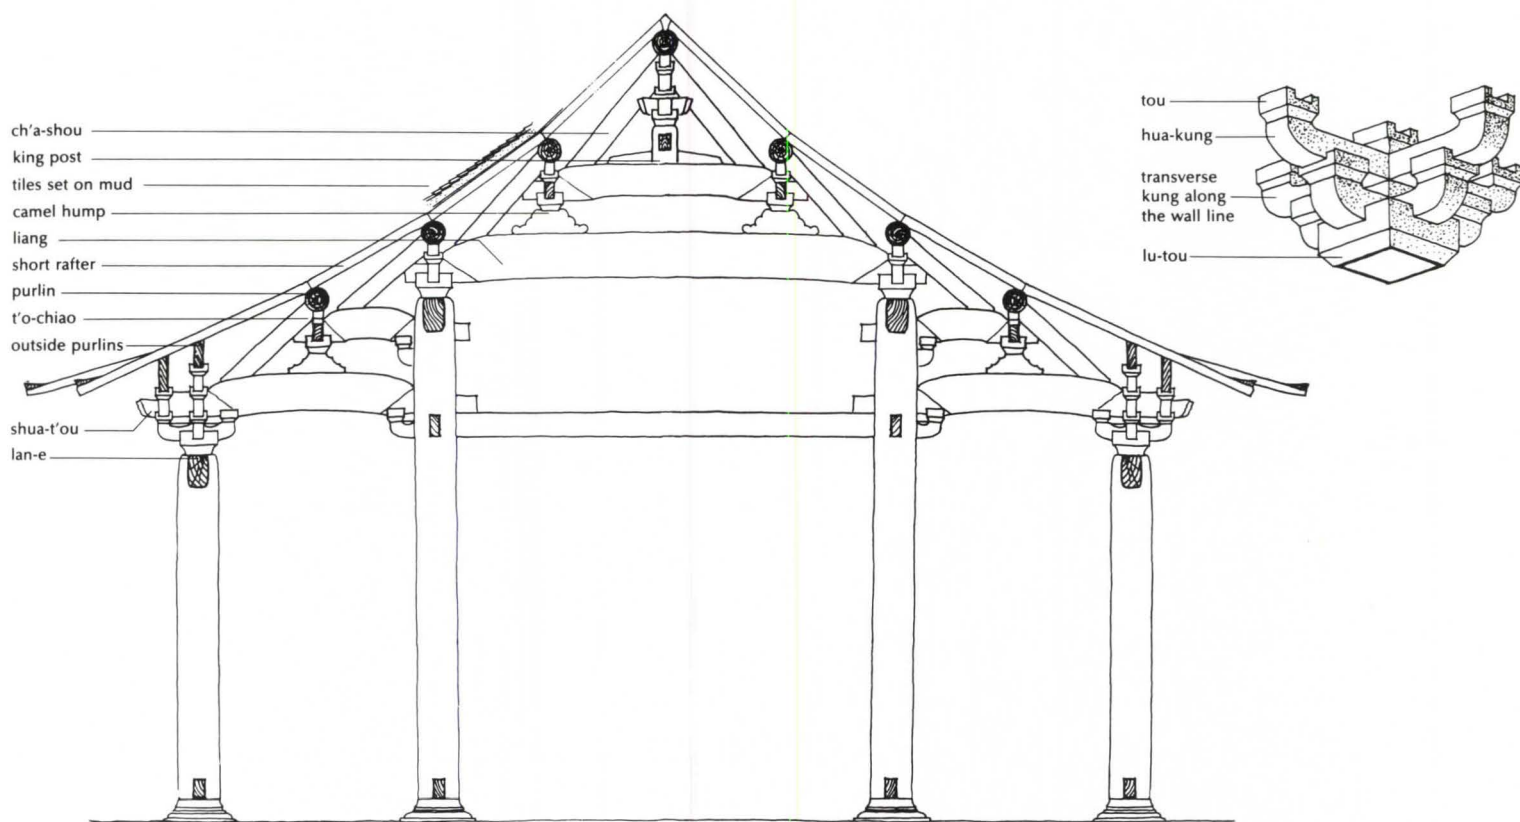 ch'a-shou
king post
tiles set on mud
camel hump
liang
short rafter
purlin
t'o-chiao
outside purlins
shua-t'ou
lan-e
tou
hua-kung
transverse
kung along
the wall line
lu-tou